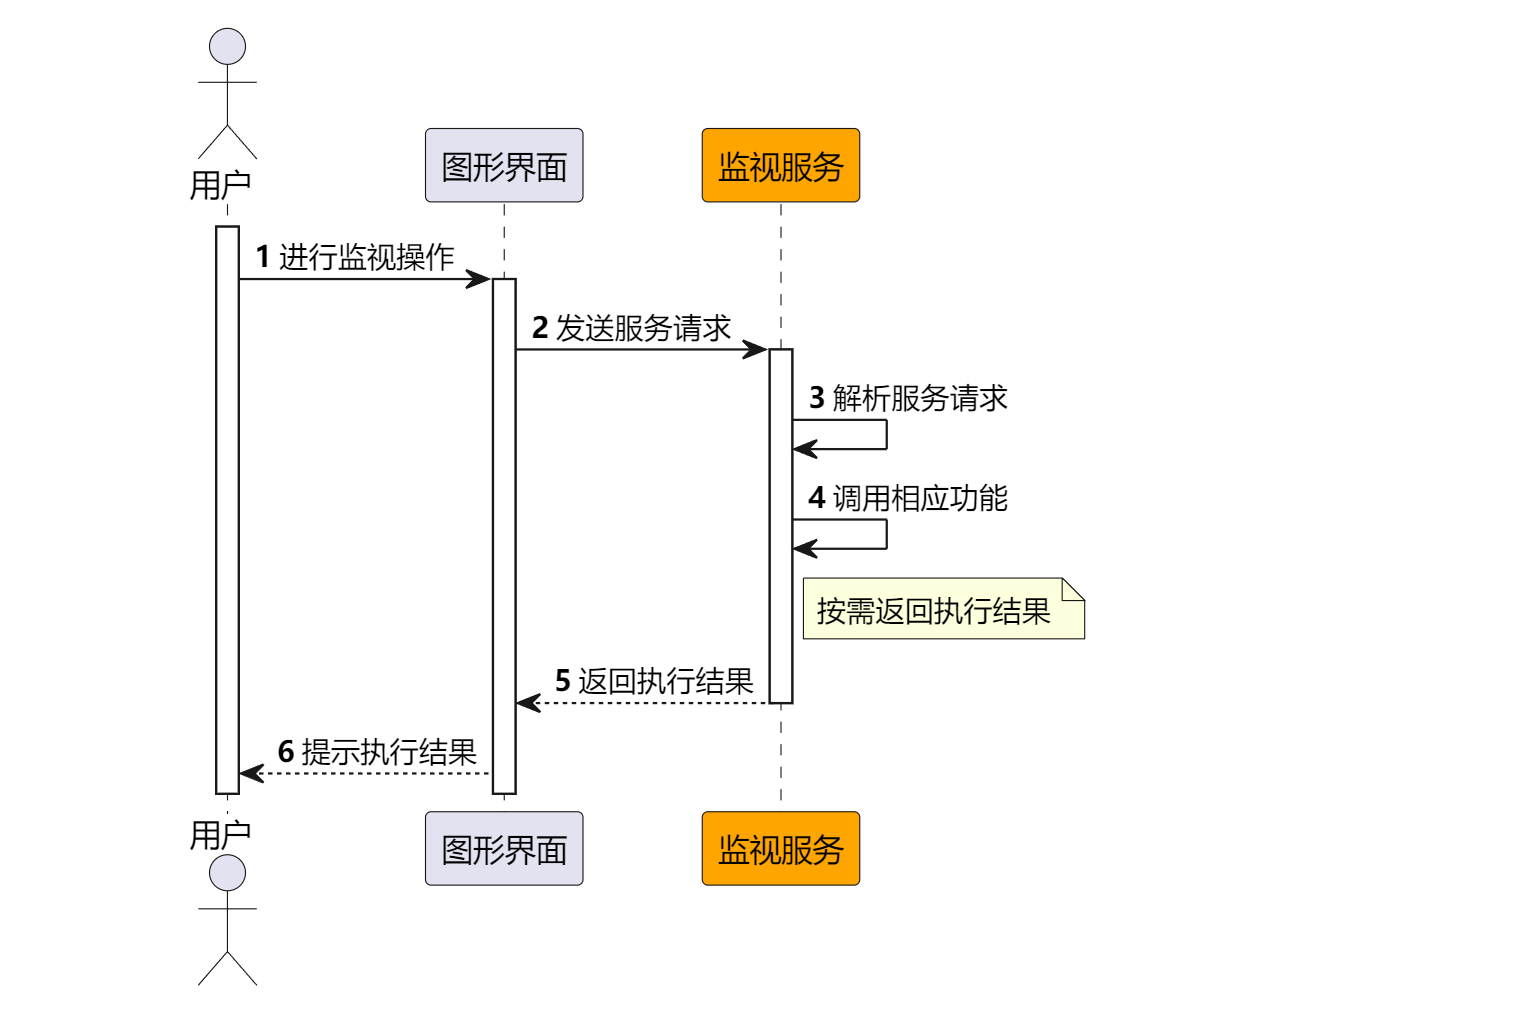 用户
图形界面
监视服务
1 进行监视操作
2 发送服务请求
3 解析服务请求
4 调用相应功能
按需返回执行结果
5 返回执行结果
6 提示执行结果
用户
图形界面
监视服务